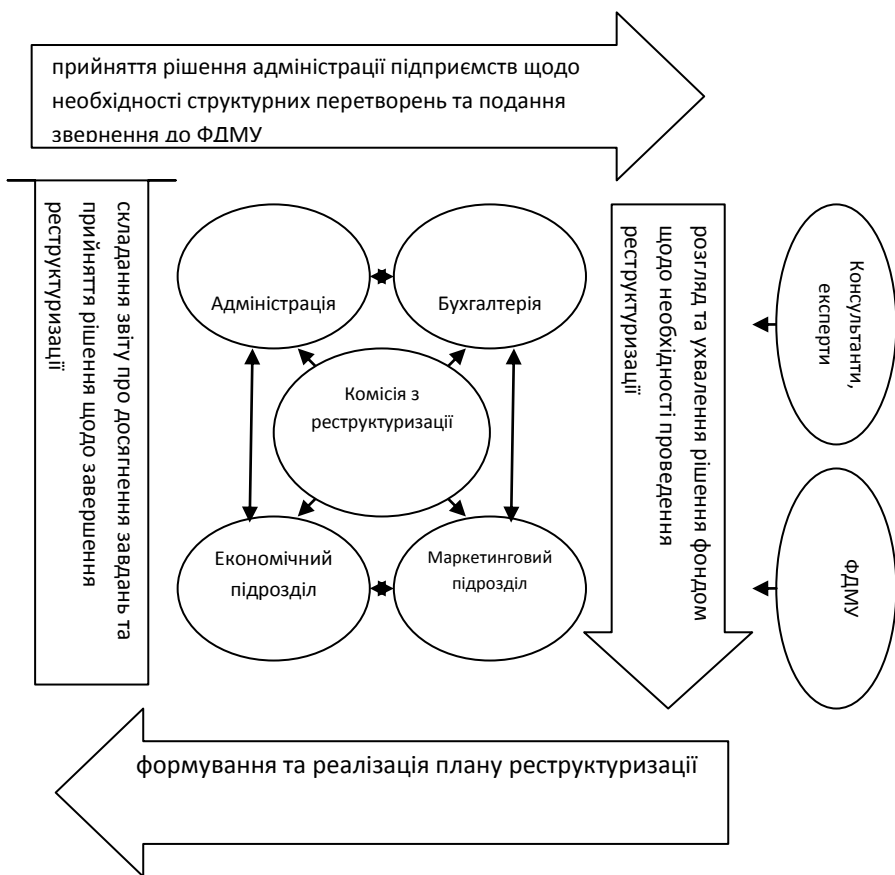 прийняття рішення адміністрації підприємств щодо
необхідності структурних перетворень та подання
звернення до ФДМУ
складання звіту про досягнення завдань та
прийняття рішення щодо завершення
реструктуризації
Адміністрація
Бухгалтерія
Комісія з
реструктуризації
Економічний
підрозділ
Маркетинговий
підрозділ
розгляд та ухвалення рішення фондом
щодо необхідності проведення
реструктуризації
Консультанти,
експерти
ФДМУ
формування та реалізація плану реструктуризації